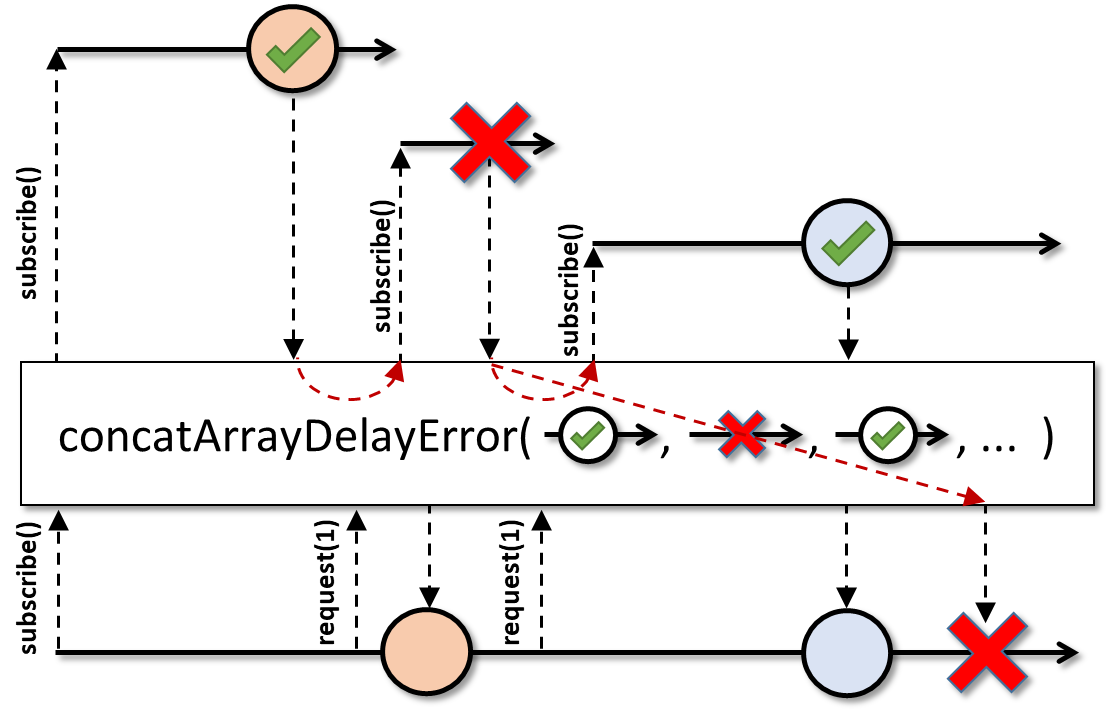 subscribe()
subscribe()
subscribe()
concatArrayDelayError( , , , ... )
subscribe()
request(1)
request(1)